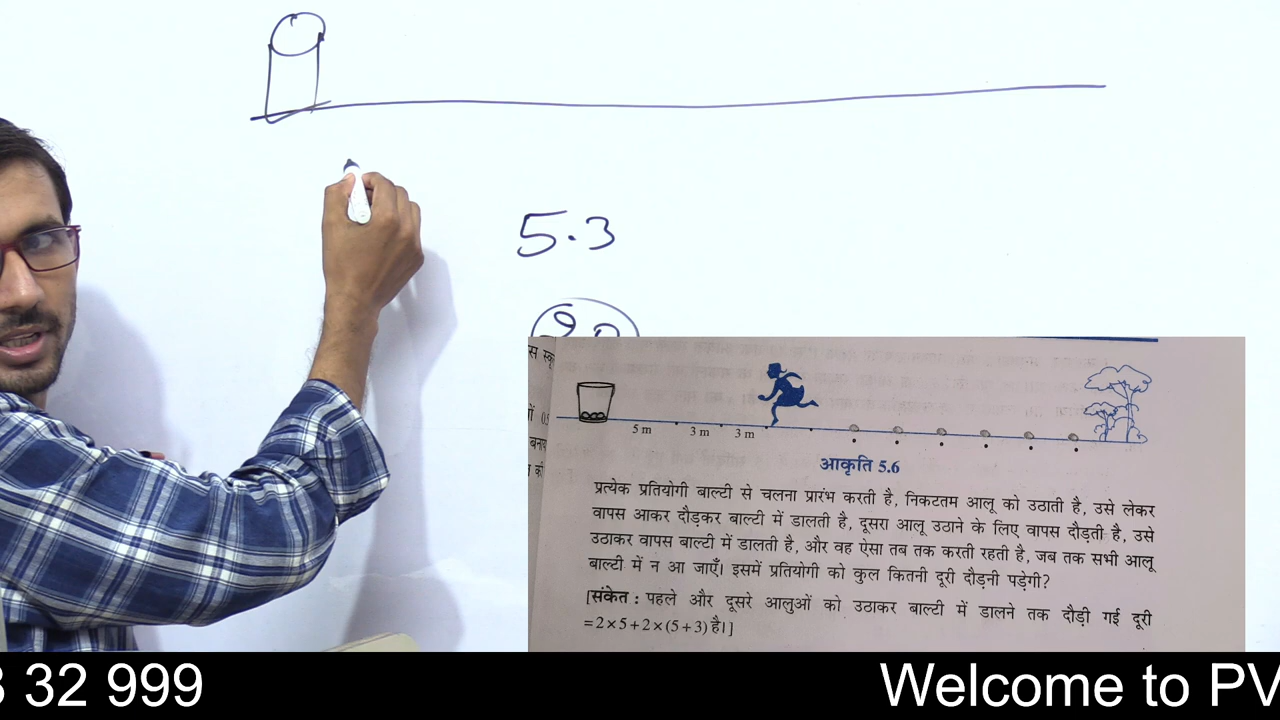 5.3
20
स स्कू
5 m 3 m 3 m
आकृति 5.6
प्रत्येक प्रतियोगी बाल्टी से चलना प्रारंभ करती है, निकटतम आलू को उठाती है, उसे लेकर
वापस आकर दौड़कर बाल्टी में डालती है, दूसरा आलू उठाने के लिए वापस दौड़ती है, उसे
उठाकर वापस बाल्टी में डालती है, और वह ऐसा तब तक करती रहती है, जब तक सभी आलू
बाल्टी में न आ जाएँ। इसमें प्रतियोगी को कुल कितनी दूरी दौड़नी पड़ेगी?
[संकेत : पहले और दूसरे आलुओं को उठाकर बाल्टी में डालने तक दौड़ी गई दूरी
=2×5+2×(5+3) है।]
3 32 999 Welcome to PV